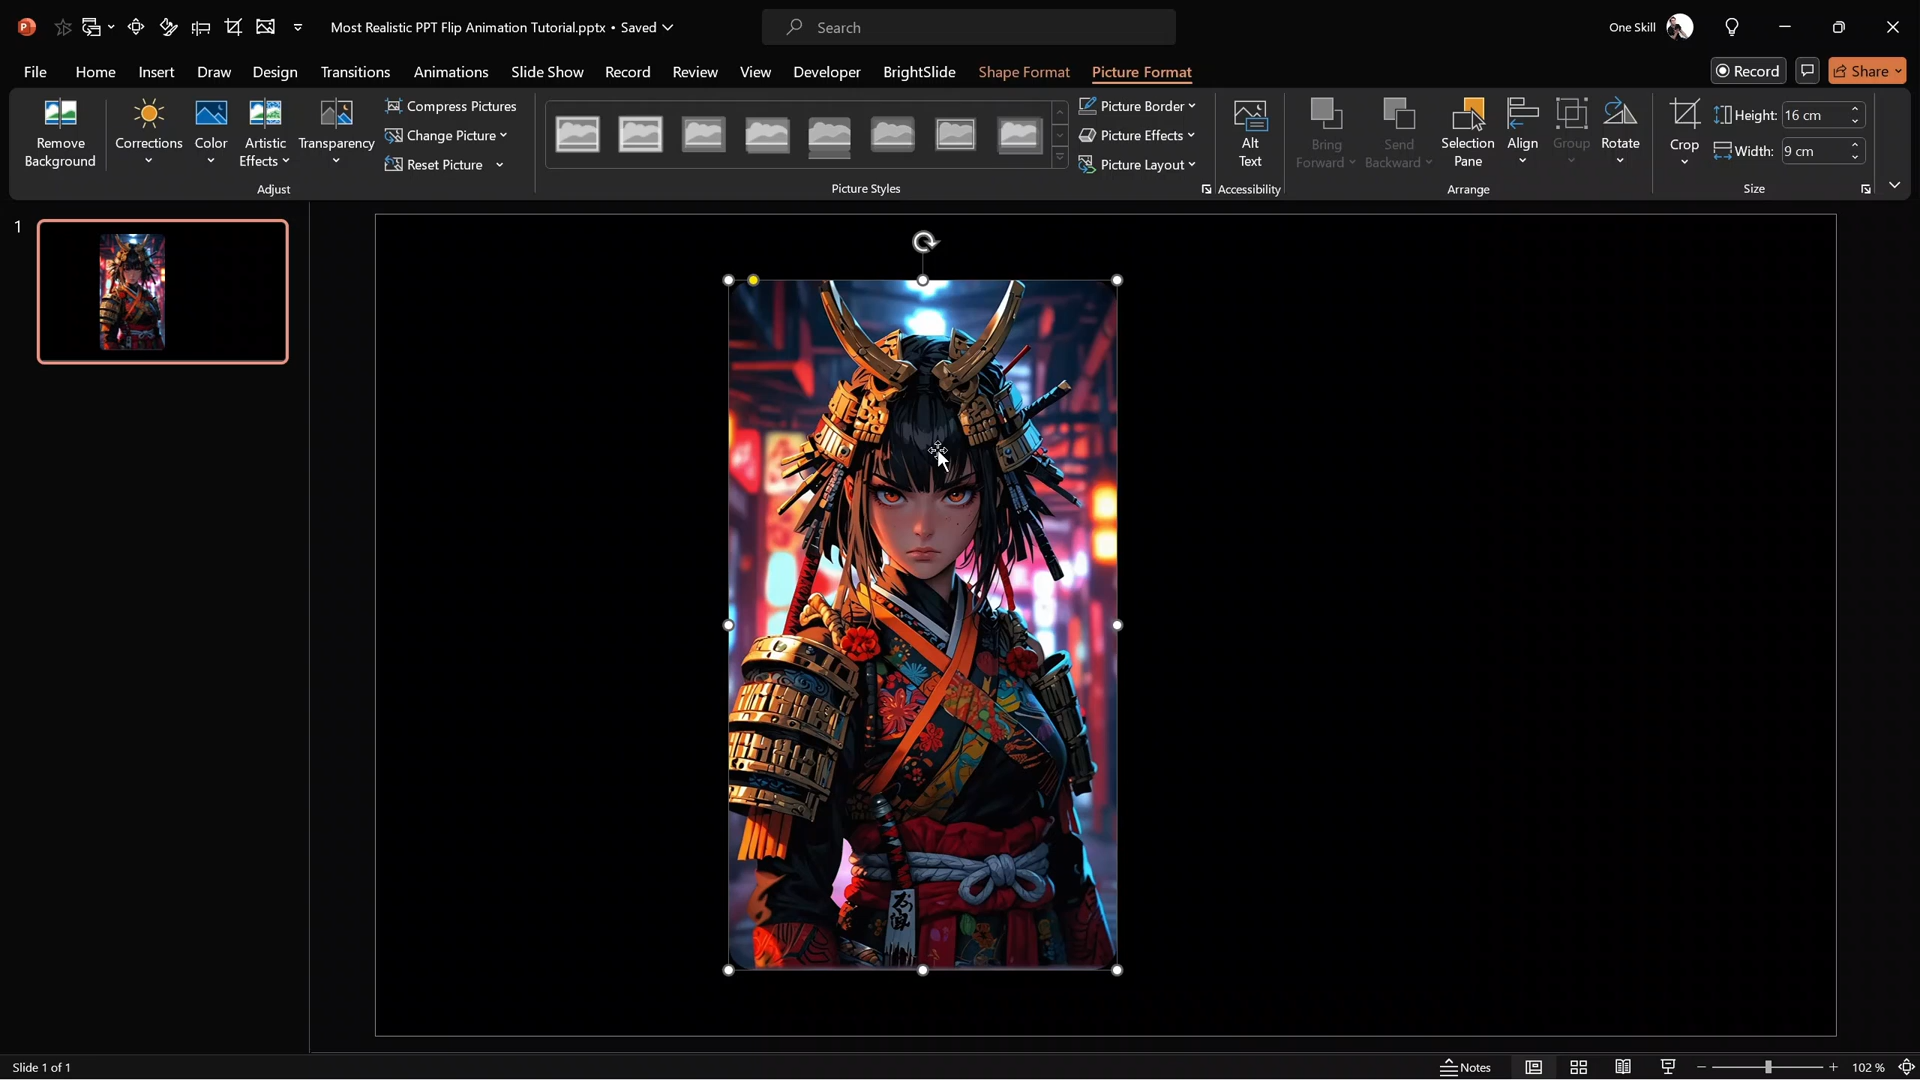 Most Realistic PPT Flip Animation Tutorial.pptx • Saved
Search
One Skill
File Home Insert Draw Design Transitions Animations Slide Show Record Review View Developer BrightSlide Shape Format Picture Format
Record
Share
Remove Background
Corrections
Color
Artistic Effects
Transparency
Compress Pictures
Change Picture
Reset Picture
Adjust
Picture Styles
Picture Border
Picture Effects
Picture Layout
Alt Text
Accessibility
Bring Forward
Send Backward
Selection Pane
Align
Group
Rotate
Arrange
Crop
Height: 16 cm
Width: 9 cm
Size
1
Slide 1 of 1
Notes
102 %